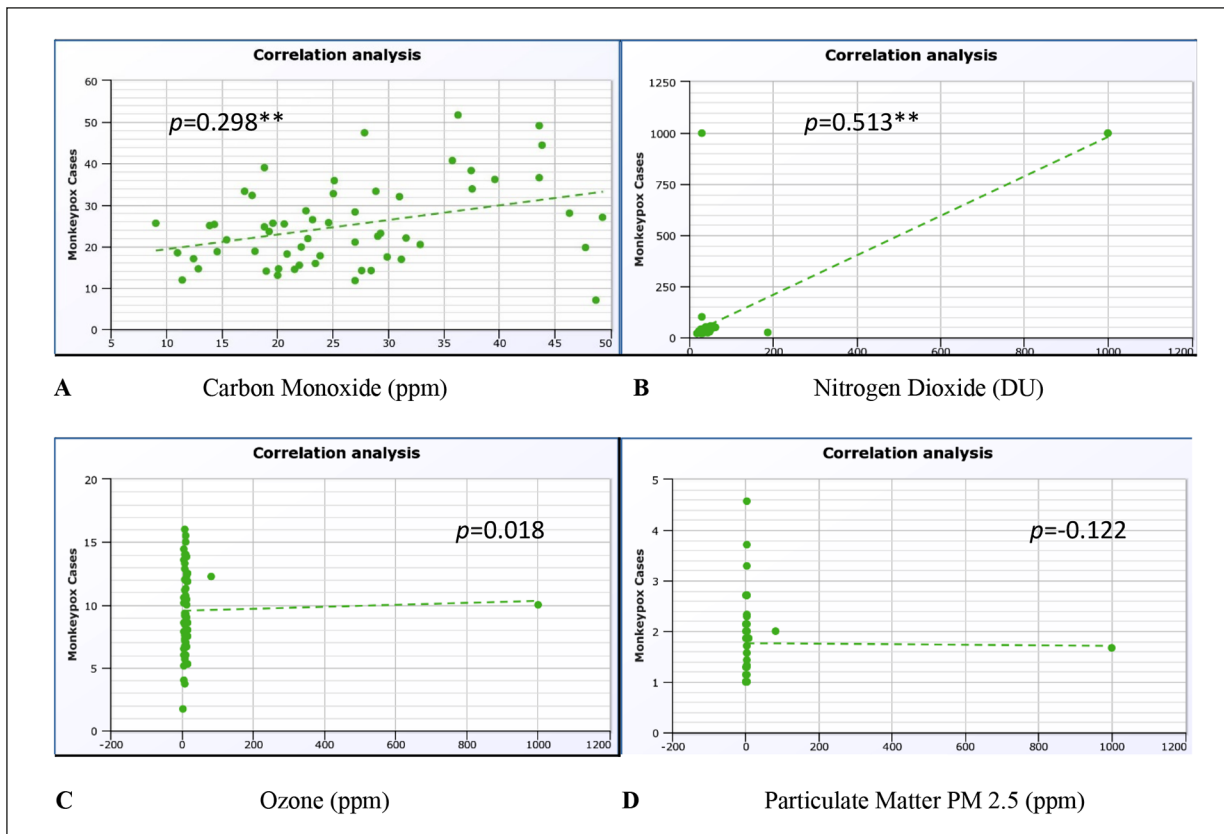 Correlation analysis
p=0.298**
Monkeypox Cases
60
50
40
30
20
10
0
5 10 15 20 25 30 35 40 45 50
A Carbon Monoxide (ppm)
Correlation analysis
p=0.513**
Monkeypox Cases
1250
1000
750
500
250
0
0 200 400 600 800 1000 1200
B Nitrogen Dioxide (DU)
Correlation analysis
p=0.018
Monkeypox Cases
20
15
10
5
0
-200 0 200 400 600 800 1000 1200
C Ozone (ppm)
Correlation analysis
p=-0.122
Monkeypox Cases
5
4
3
2
1
0
-200 0 200 400 600 800 1000 1200
D Particulate Matter PM 2.5 (ppm)